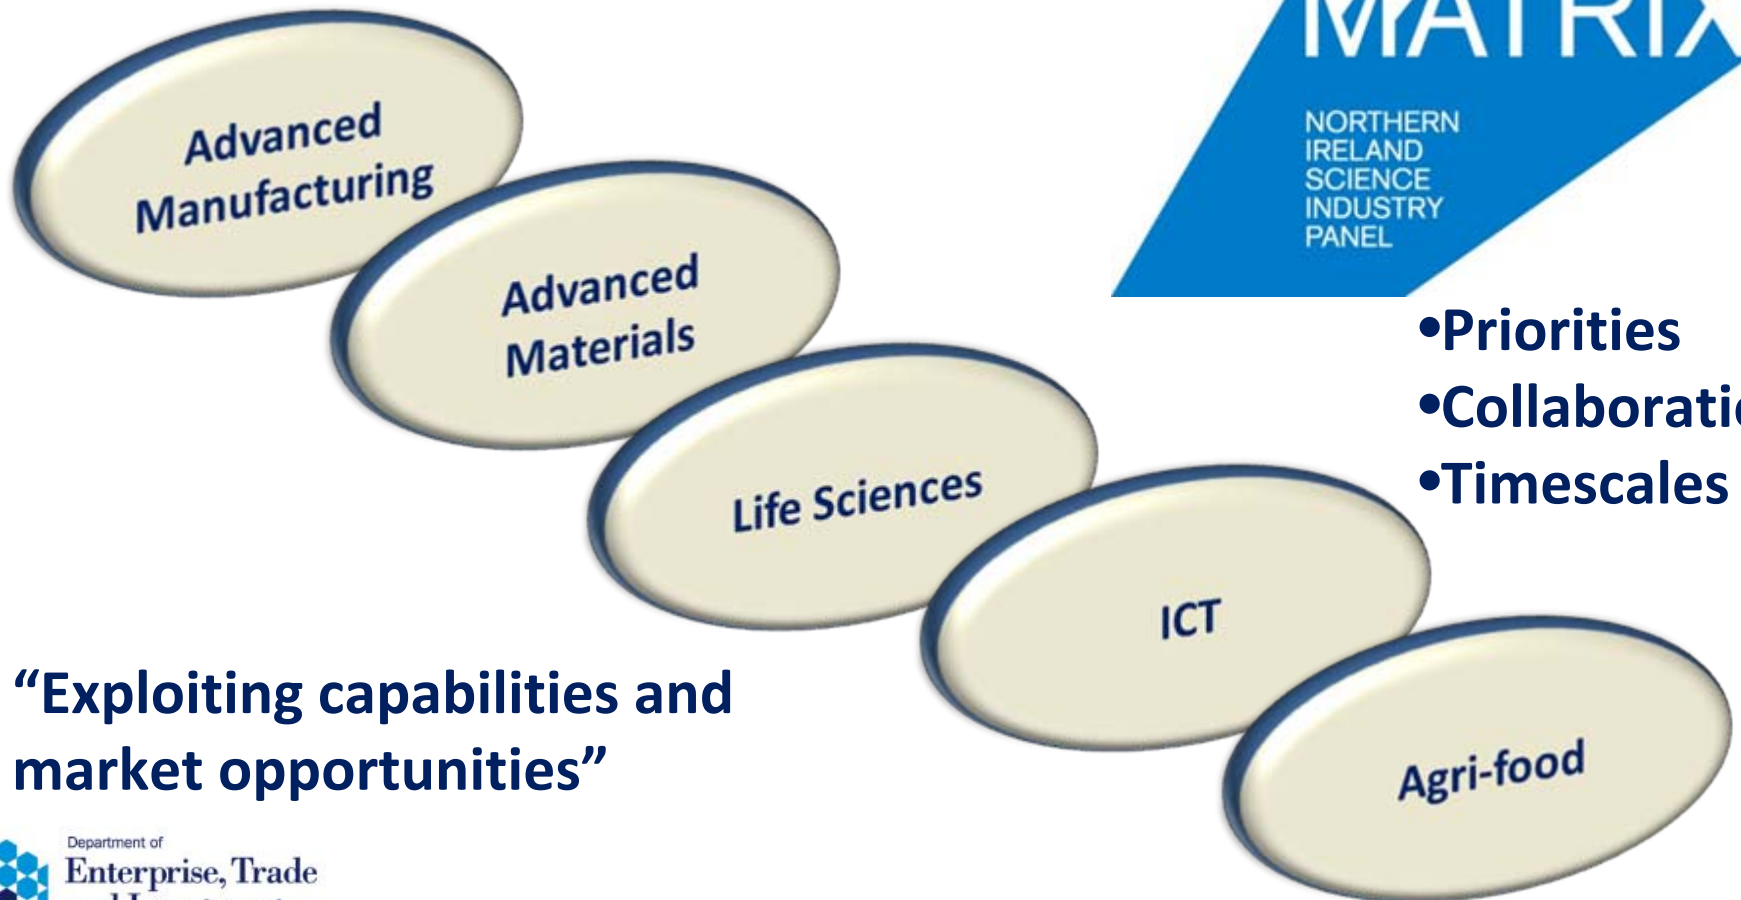 Advanced
Manufacturing
MATRIX
NORTHERN
IRELAND
SCIENCE
INDUSTRY
PANEL
Advanced
Materials
•Priorities
•Timescales
Life Sciences
ICT
Agri-food
“Exploiting capabilities and
market opportunities”
Department of
Enterprise, Trade